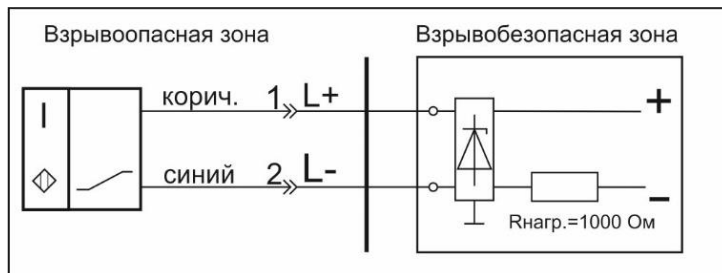 Взрывоопасная зона
Взрывобезопасная зона
корич. 1 L+
+
I
синий 2 L-
−
Rнагр.=1000 Ом